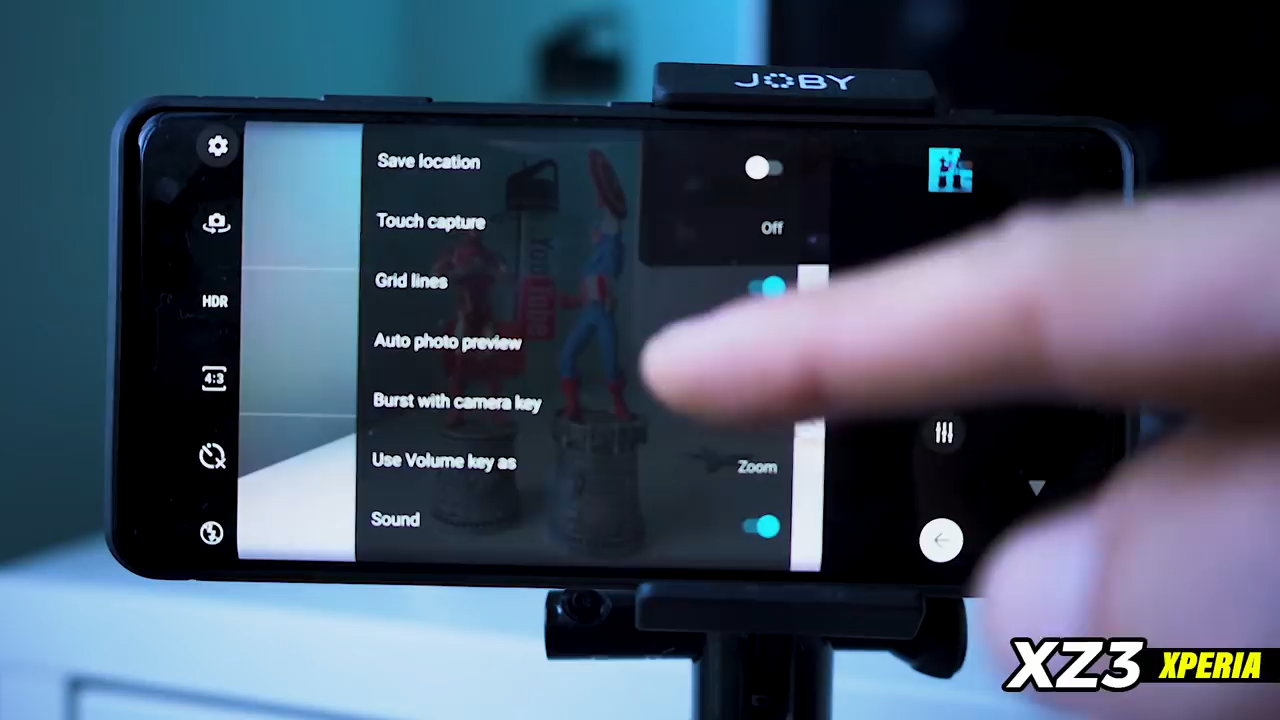 JOBY
Save location
Touch capture
Off
Grid lines
HDR
Auto photo preview
4:3
Burst with camera key
Use Volume key as
Zoom
Sound
YouTube
XZ3 XPERIA